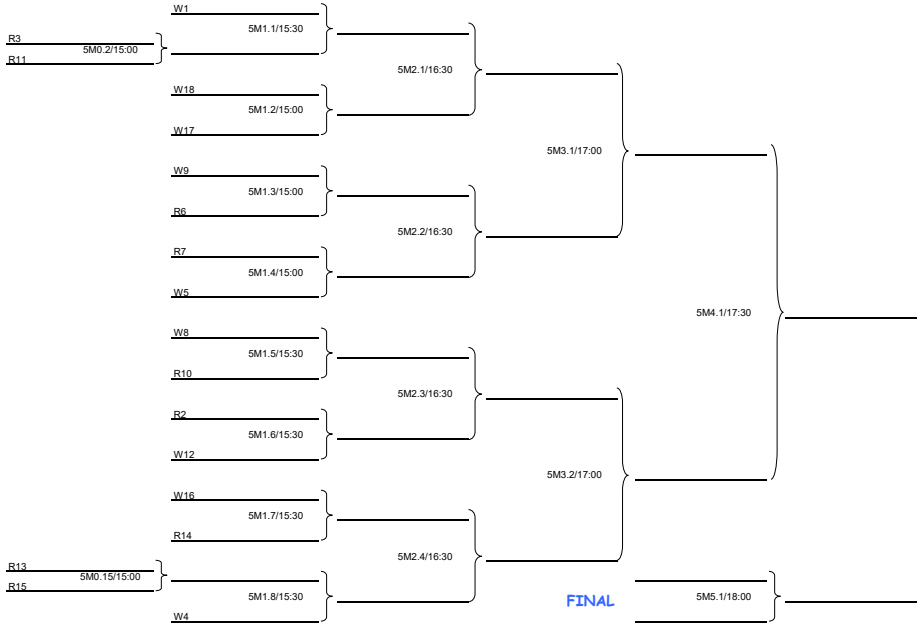 W1
5M1.1/15:30
R3
5M0.2/15:00
R11
5M2.1/16:30
W18
5M1.2/15:00
W17
5M3.1/17:00
W9
5M1.3/15:00
R6
5M2.2/16:30
R7
5M1.4/15:00
W5
5M4.1/17:30
W8
5M1.5/15:30
R10
5M2.3/16:30
R2
5M1.6/15:30
W12
5M3.2/17:00
W16
5M1.7/15:30
R14
5M2.4/16:30
R13
5M0.15/15:00
R15
5M1.8/15:30
W4
FINAL
5M5.1/18:00